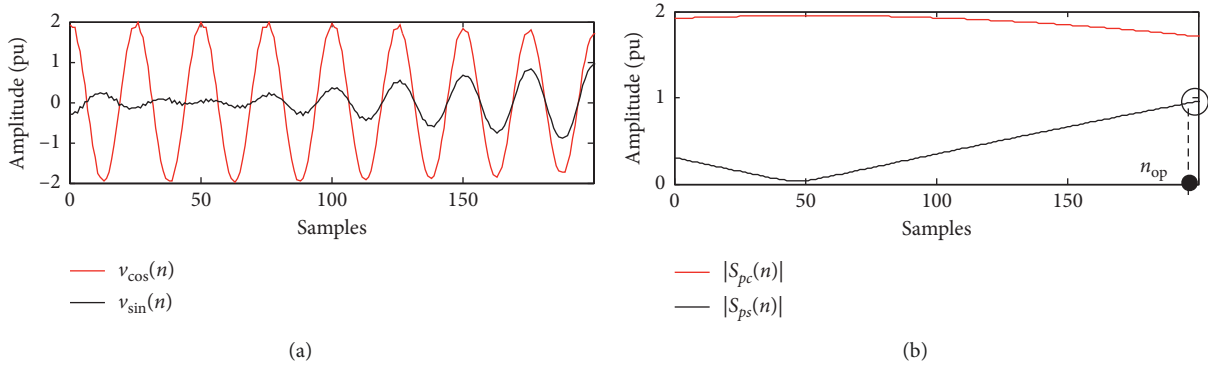 Amplitude (pu)
2
1
0
−1
−2
0
50
100
150
Samples
v_cos(n)
v_sin(n)
(a)
Amplitude (pu)
2
1
0
n_op
0
50
100
150
Samples
|S_pc(n)|
|S_ps(n)|
(b)